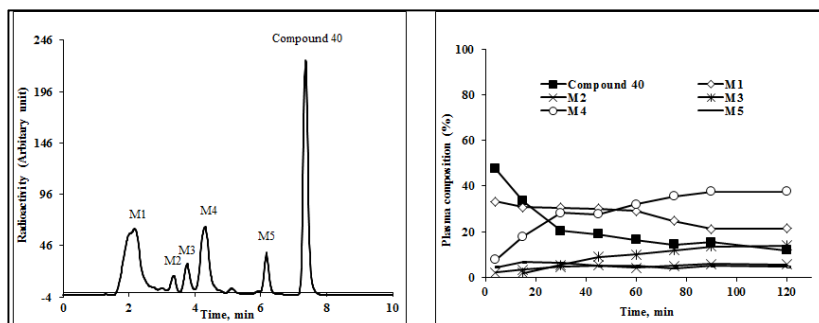 246
196
146
96
46
-4
Radioactivity (Arbitary unit)
Compound 40
M1
M2
M3
M4
M5
0
2
4
6
8
10
Time, min
100
80
60
40
20
0
Plasma composition (%)
Compound 40
M1
M2
M3
M4
M5
0 20 40 60 80 100 120
Time, min